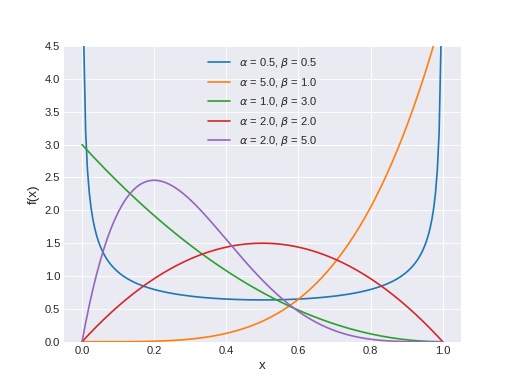 4.5
4.0
3.5
3.0
2.5
2.0
1.5
1.0
0.5
0.0
f(x)
α = 0.5, β = 0.5
α = 5.0, β = 1.0
α = 1.0, β = 3.0
α = 2.0, β = 2.0
α = 2.0, β = 5.0
0.0 0.2 0.4 0.6 0.8 1.0
x